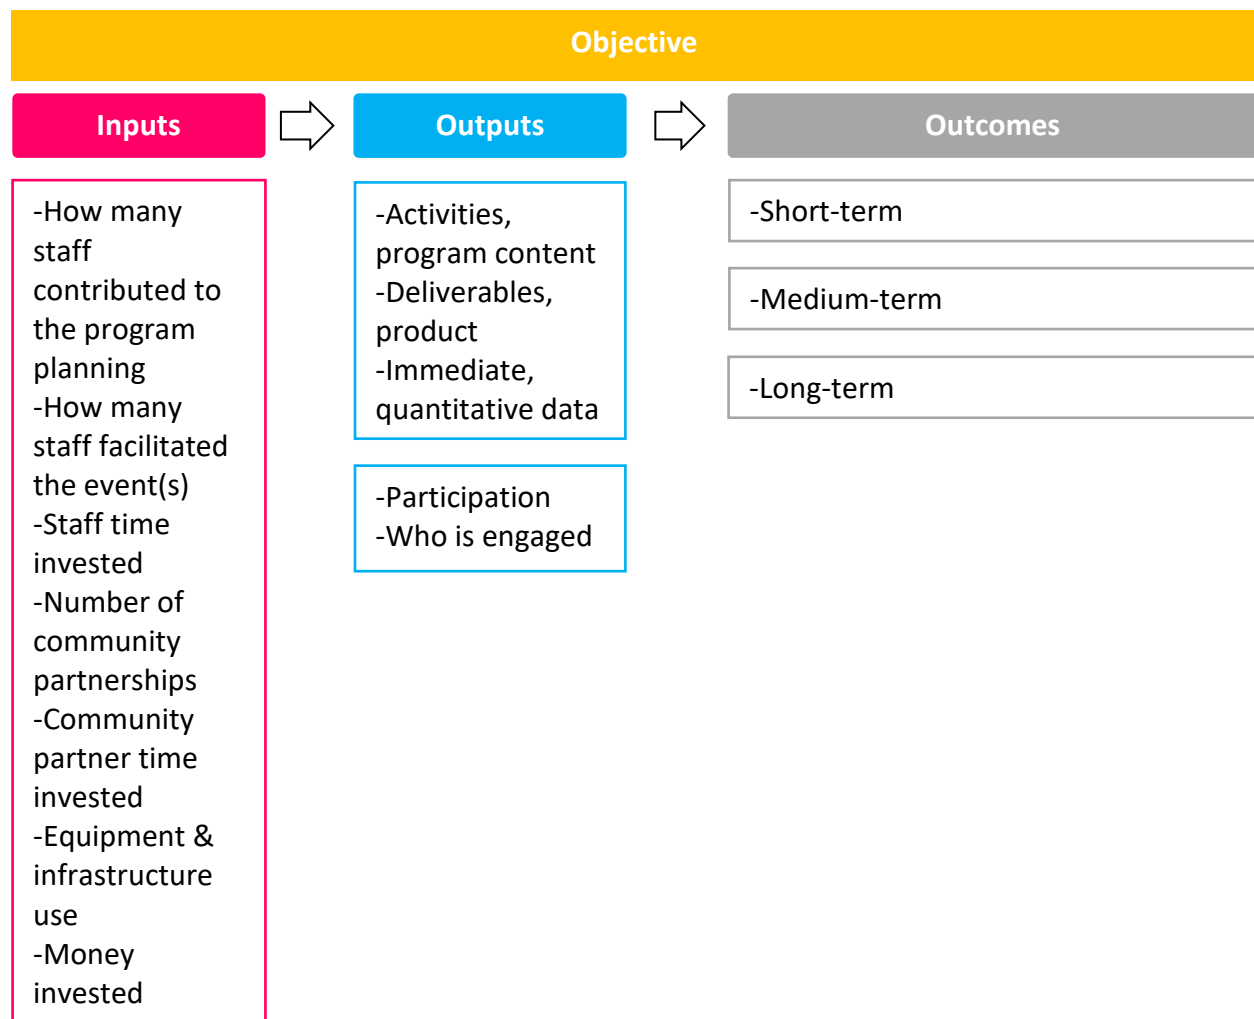 Objective
Inputs
Outputs
Outcomes
-How many
staff
contributed to
the program
planning
-How many
staff facilitated
the event(s)
-Staff time
invested
-Number of
community
partnerships
-Community
partner time
invested
-Equipment &
infrastructure
use
-Money
invested
-Activities,
program content
-Deliverables,
product
-Immediate,
quantitative data
-Participation
-Who is engaged
-Short-term
-Medium-term
-Long-term